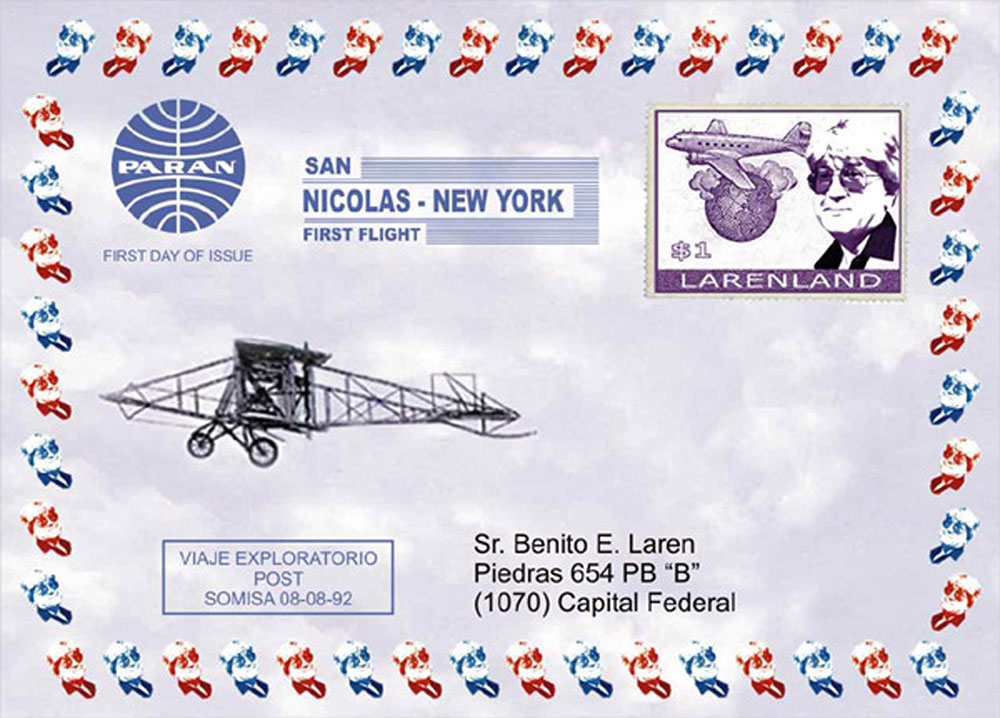 PARAN
FIRST DAY OF ISSUE
SAN
NICOLAS - NEW YORK
FIRST FLIGHT
$1
LARENLAND
VIAJE EXPLORATORIO
POST
SOMISA 08-08-92
Sr. Benito E. Laren
Piedras 654 PB “B”
(1070) Capital Federal